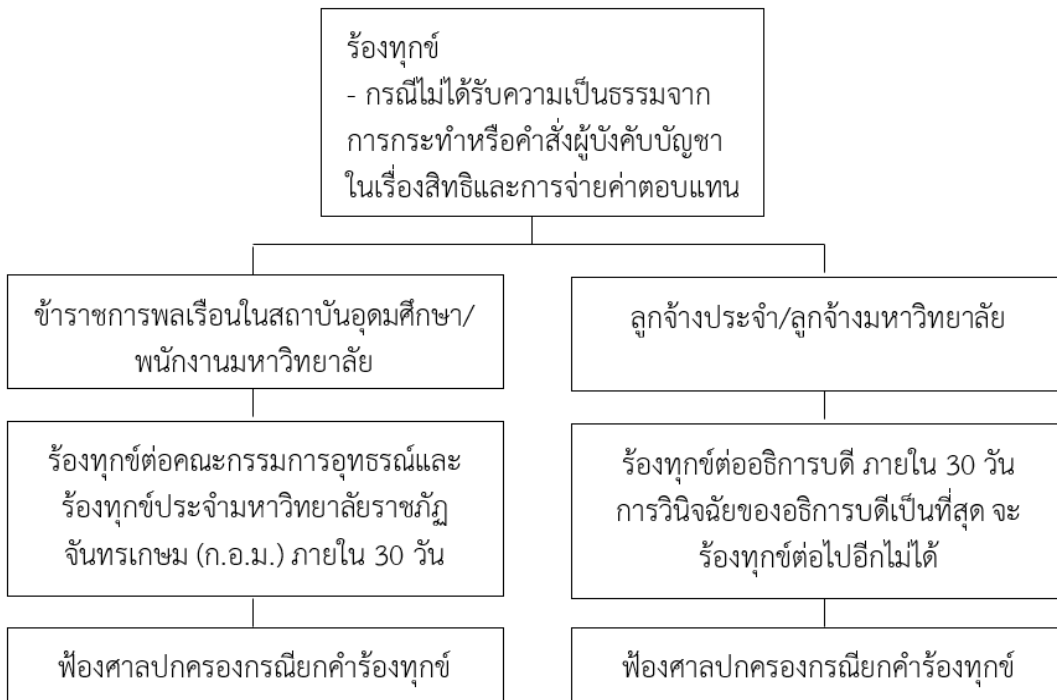 ร้องทุกข์
- กรณีไม่ได้รับความเป็นธรรมจาก
การกระทำหรือคำสั่งผู้บังคับบัญชา
ในเรื่องสิทธิและการจ่ายค่าตอบแทน
ข้าราชการพลเรือนในสถาบันอุดมศึกษา/
พนักงานมหาวิทยาลัย
ร้องทุกข์ต่อคณะกรรมการอุทธรณ์และ
ร้องทุกข์ประจำมหาวิทยาลัยราชภัฏ
จันทรเกษม (ก.อ.ม.) ภายใน 30 วัน
ฟ้องศาลปกครองกรณียกคำร้องทุกข์
ลูกจ้างประจำ/ลูกจ้างมหาวิทยาลัย
ร้องทุกข์ต่ออธิการบดี ภายใน 30 วัน
การวินิจฉัยของอธิการบดีเป็นที่สุด จะ
ร้องทุกข์ต่อไปอีกไม่ได้
ฟ้องศาลปกครองกรณียกคำร้องทุกข์